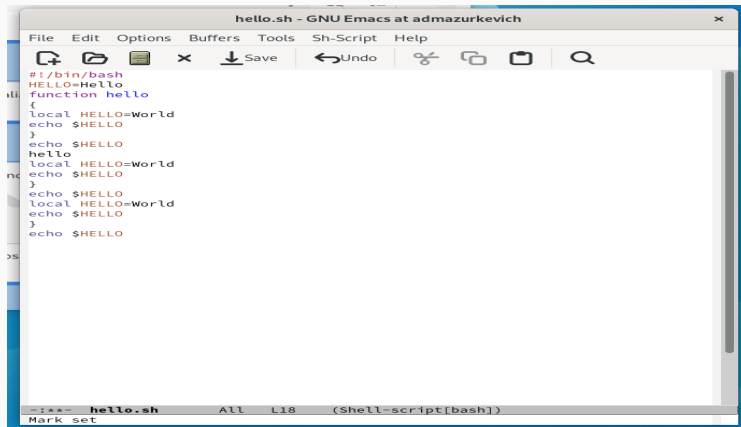 hello.sh - GNU Emacs at admazurkevich
File Edit Options Buffers Tools Sh-Script Help
Save Undo
#!/bin/bash
HELLO=Hello
function hello
{
local HELLO=World
echo $HELLO
}
echo $HELLO
hello
local HELLO=World
echo $HELLO
}
echo $HELLO
local HELLO=World
echo $HELLO
}
echo $HELLO
-:**- hello.sh All L18 (Shell-script[bash])
Mark set